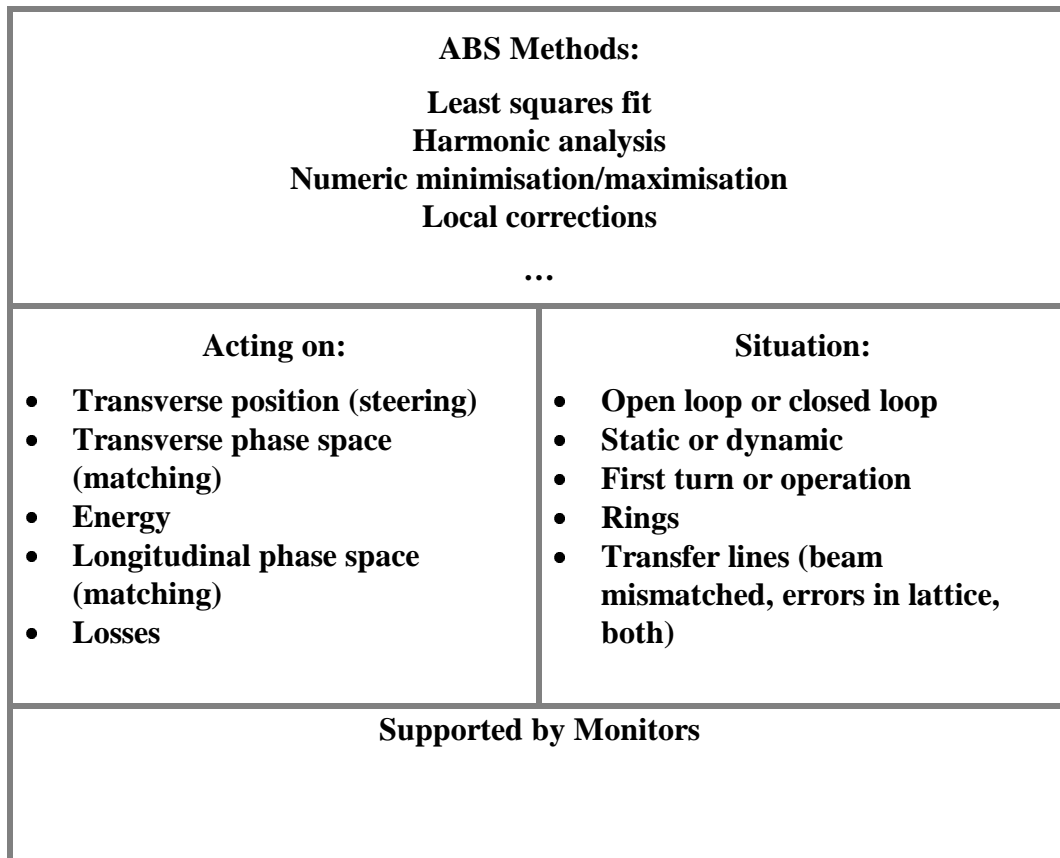 ABS Methods:
Least squares fit
Harmonic analysis
Numeric minimisation/maximisation
Local corrections
…
Acting on:
• Transverse position (steering)
• Transverse phase space
(matching)
• Energy
• Longitudinal phase space
(matching)
• Losses
Situation:
• Open loop or closed loop
• Static or dynamic
• First turn or operation
• Rings
• Transfer lines (beam
mismatched, errors in lattice,
both)
Supported by Monitors